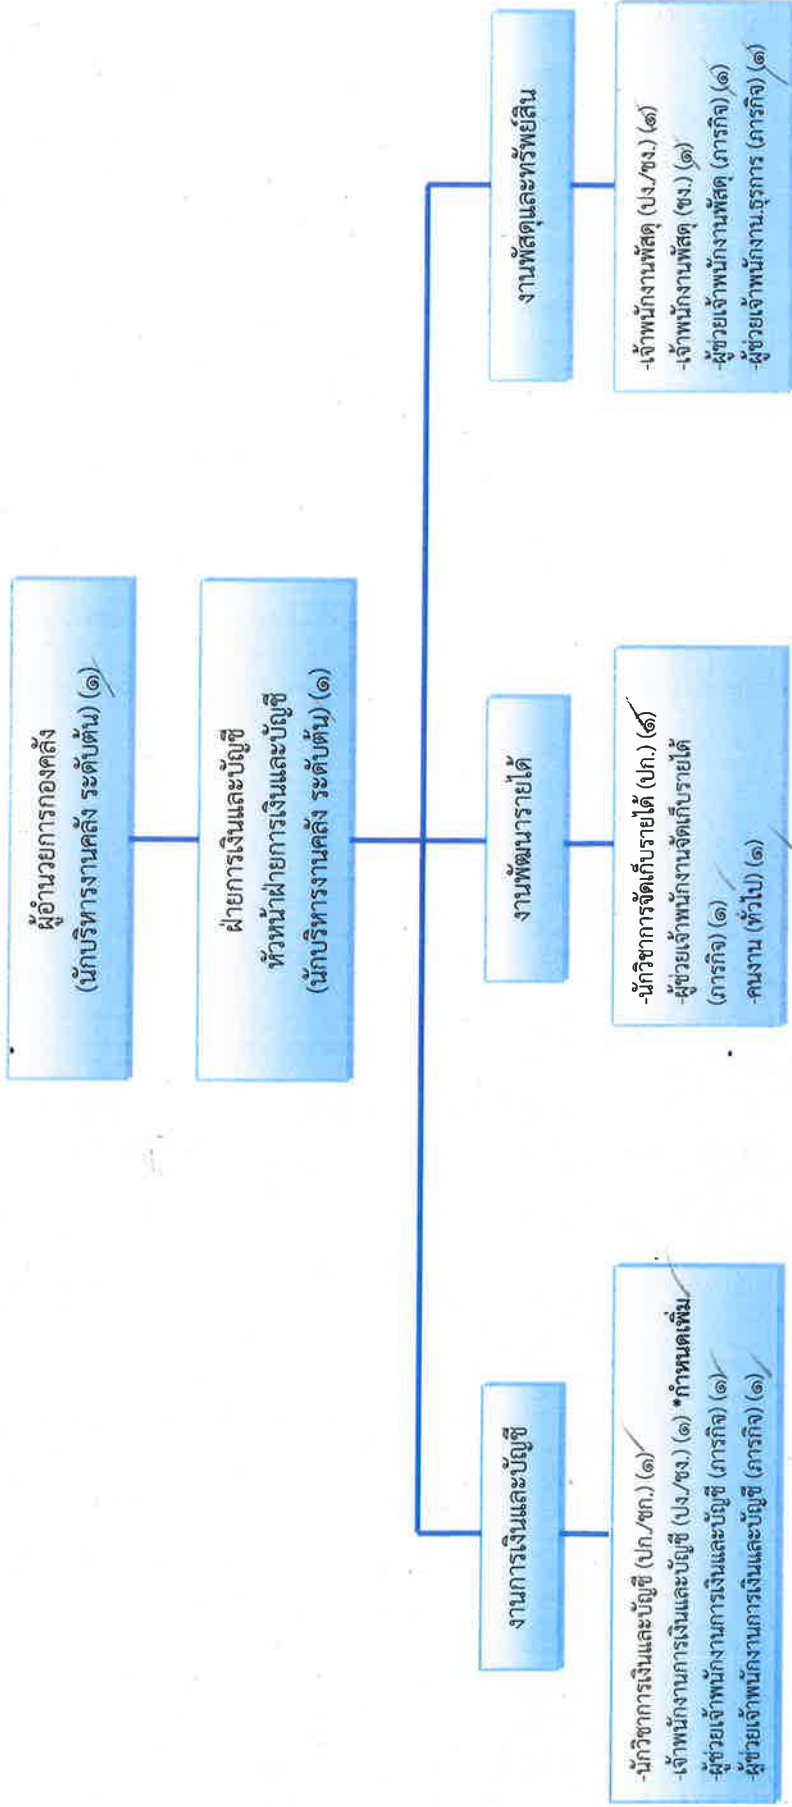 ผู้อำนวยการกองคลัง
(นักบริหารงานคลัง ระดับต้น) (๑)
ฝ่ายการเงินและบัญชี
หัวหน้าฝ่ายการเงินและบัญชี
(นักบริหารงานคลัง ระดับต้น) (๑)
งานการเงินและบัญชี
-นักวิชาการเงินและบัญชี (ปก./ชก.) (๑)
-เจ้าพนักงานการเงินและบัญชี (ปง./ชง.) (๑) *กำหนดเพิ่ม
-ผู้ช่วยเจ้าพนักงานการเงินและบัญชี (ภารกิจ) (๑)
-ผู้ช่วยเจ้าพนักงานการเงินและบัญชี (ภารกิจ) (๑)
งานพัฒนารายได้
-นักวิชาการจัดเก็บรายได้ (ปก.) (๑)
-ผู้ช่วยเจ้าพนักงานจัดเก็บรายได้
(ภารกิจ) (๑)
-คนงาน (ทั่วไป) (๑)
งานพัสดุและทรัพย์สิน
-เจ้าพนักงานพัสดุ (ปง./ชง.) (๑)
-เจ้าพนักงานพัสดุ (ชง.) (๑)
-ผู้ช่วยเจ้าพนักงานพัสดุ (ภารกิจ) (๑)
-ผู้ช่วยเจ้าพนักงานธุรการ (ภารกิจ) (๑)